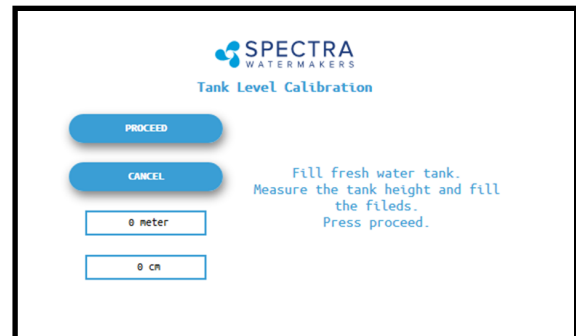 SPECTRA
WATERMAKERS
Tank Level Calibration
PROCEED
CANCEL
0 meter
0 cm
Fill fresh water tank.
Measure the tank height and fill
the fileds.
Press proceed.